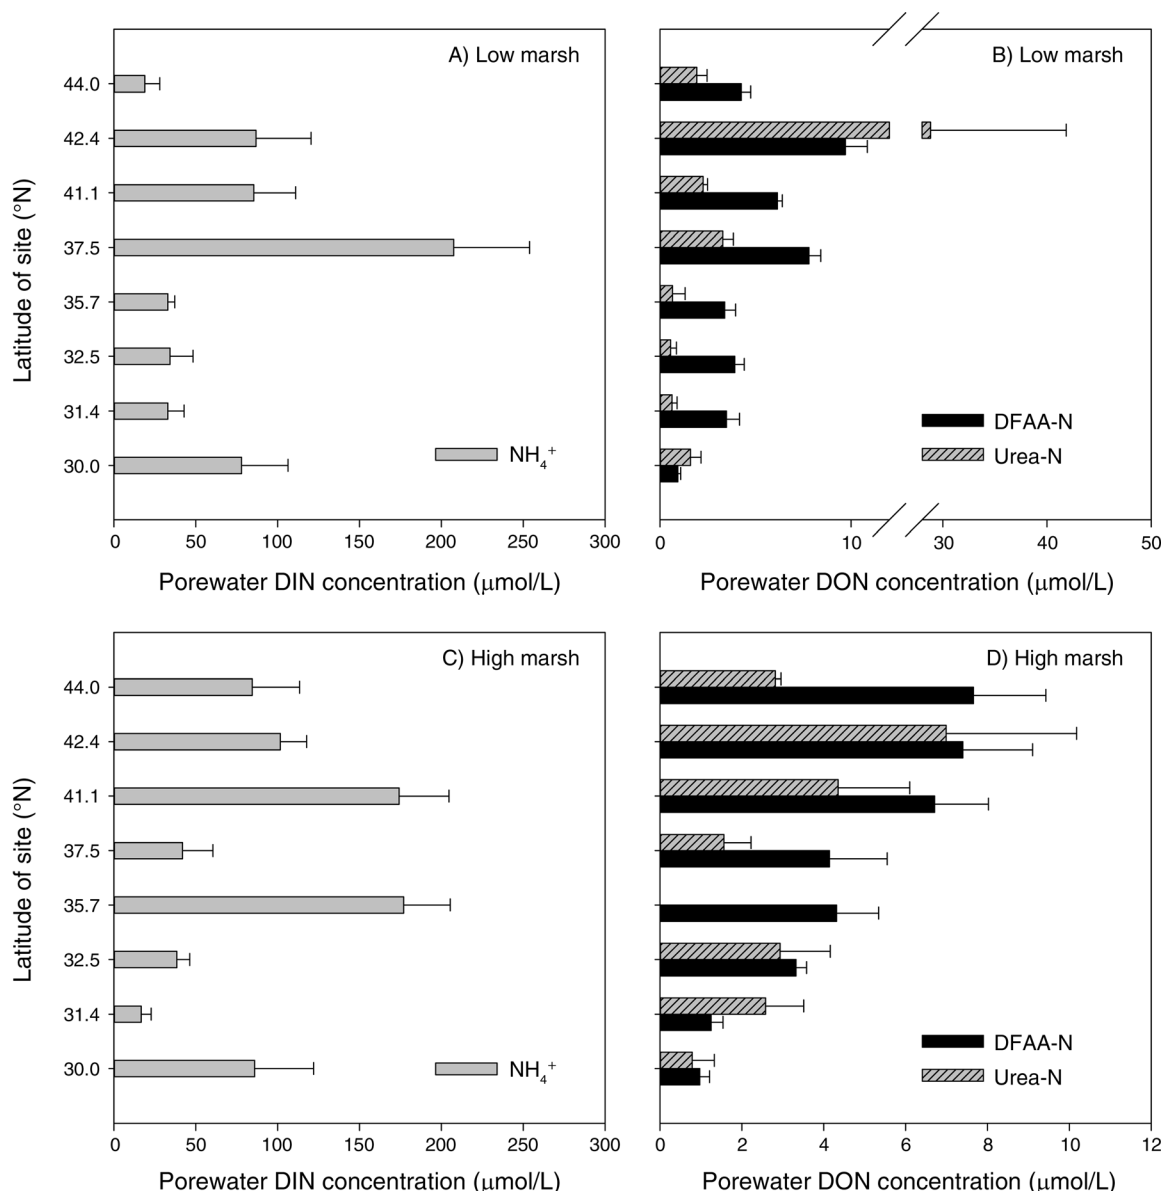 A) Low marsh
44.0
42.4
41.1
37.5
35.7
32.5
31.4
30.0
Latitude of site (°N)
NH4+
0 50 100 150 200 250 300
Porewater DIN concentration (μmol/L)
B) Low marsh
DFAA-N
Urea-N
0 10 30 40 50
Porewater DON concentration (μmol/L)
C) High marsh
44.0
42.4
41.1
37.5
35.7
32.5
31.4
30.0
Latitude of site (°N)
NH4+
0 50 100 150 200 250 300
Porewater DIN concentration (μmol/L)
D) High marsh
DFAA-N
Urea-N
0 2 4 6 8 10 12
Porewater DON concentration (μmol/L)